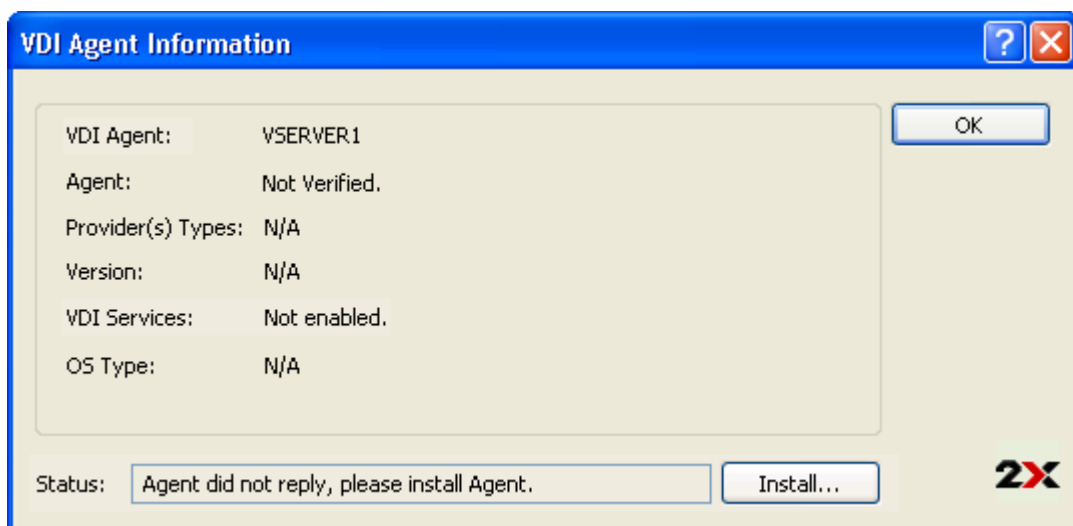 VDI Agent Information
OK
VDI Agent: VSERVER1
Agent: Not Verified.
Provider(s) Types: N/A
Version: N/A
VDI Services: Not enabled.
OS Type: N/A
Status: Agent did not reply, please install Agent. Install...
2X